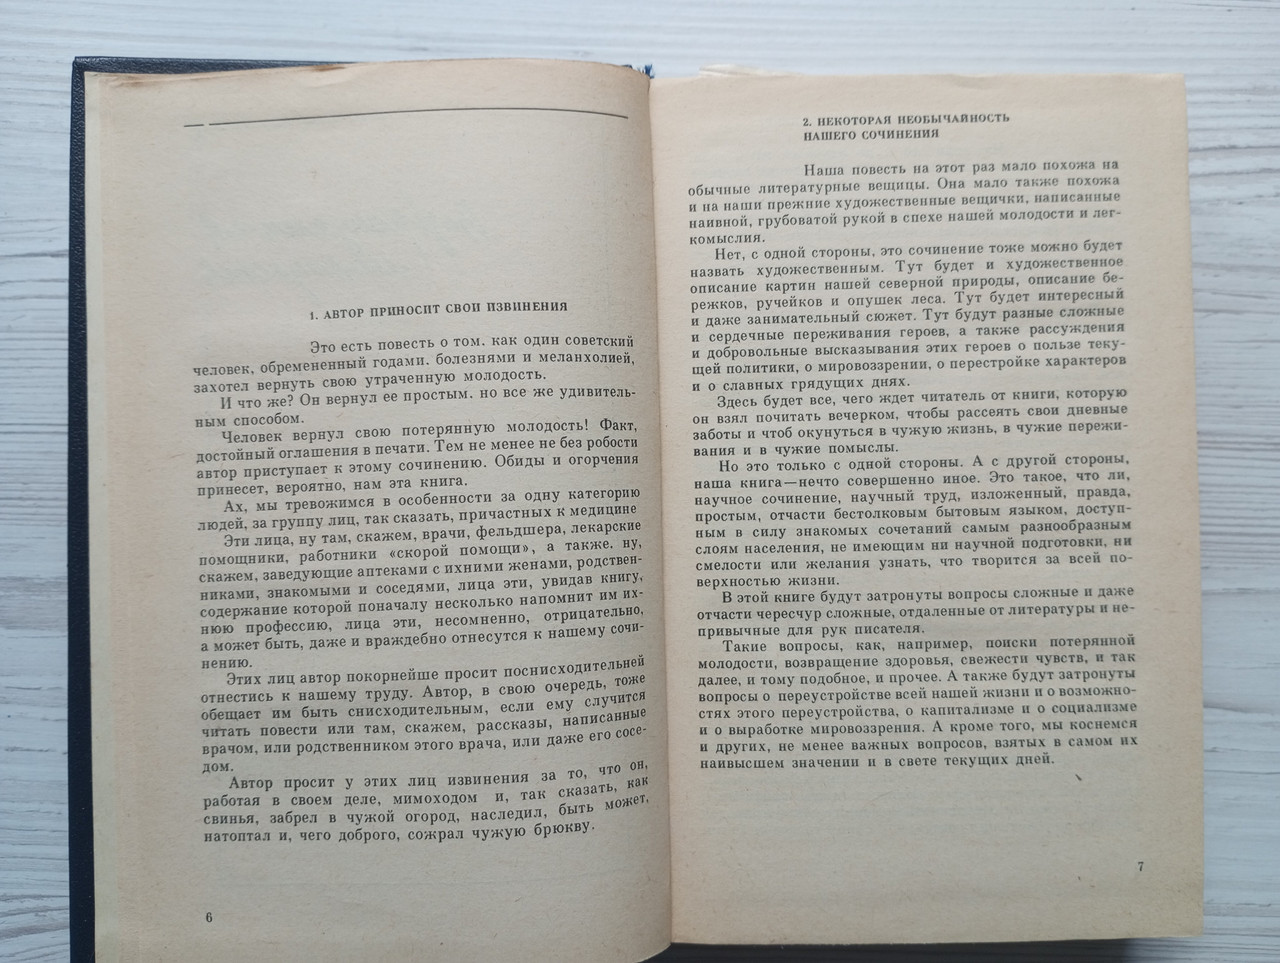 1. АВТОР ПРИНОСИТ СВОИ ИЗВИНЕНИЯ
Это есть повесть о том. как один советский
человек, обремененный годами. болезнями и меланхолией,
захотел вернуть свою утраченную молодость.
И что же? Он вернул ее простым. но все же удивитель-
ным способом.
Человек вернул свою потерянную молодость! Факт,
достойный оглашения в печати. Тем не менее не без робости
автор приступает к этому сочинению. Обиды и огорчения
принесет, вероятно, нам эта книга.
Ах, мы тревожимся в особенности за одну категорию
людей, за группу лиц, так сказать, причастных к медицине
Эти лица, ну там, скажем, врачи, фельдшера, лекарские
помощники, работники «скорой помощи», а также. ну,
скажем, заведующие аптеками с ихними женами, родствен-
никами, знакомыми и соседями, лица эти, увидав книгу,
содержание которой поначалу несколько напомнит им их-
нюю профессию, лица эти, несомненно, отрицательно,
а может быть, даже и враждебно отнесутся к нашему сочи-
нению.
Этих лиц автор покорнейше просит поснисходительней
отнестись к нашему труду. Автор, в свою очередь, тоже
обещает им быть снисходительным, если ему случится
читать повести или там, скажем, рассказы, написанные
врачом, или родственником этого врача, или даже его сосе-
дом.
Автор просит у этих лиц извинения за то, что он,
работая в своем деле, мимоходом и, так сказать, как
свинья, забрел в чужой огород, наследил, быть может,
натоптал и, чего доброго, сожрал чужую брюкву.
6
2. НЕКОТОРАЯ НЕОБЫЧАЙНОСТЬ
НАШЕГО СОЧИНЕНИЯ
Наша повесть на этот раз мало похожа на
обычные литературные вещицы. Она мало также похожа
и на наши прежние художественные вещички, написанные
наивной, грубоватой рукой в спехе нашей молодости и лег-
комыслия.
Нет, с одной стороны, это сочинение тоже можно будет
назвать художественным. Тут будет и художественное
описание картин нашей северной природы, описание бе-
режков, ручейков и опушек леса. Тут будет интересный
и даже занимательный сюжет. Тут будут разные сложные
и сердечные переживания героев, а также рассуждения
и добровольные высказывания этих героев о пользе теку-
щей политики, о мировоззрении, о перестройке характеров
и о славных грядущих днях.
Здесь будет все, чего ждет читатель от книги, которую
он взял почитать вечерком, чтобы рассеять свои дневные
заботы и чтоб окунуться в чужую жизнь, в чужие пережи-
вания и в чужие помыслы.
Но это только с одной стороны. А с другой стороны,
наша книга — нечто совершенно иное. Это такое, что ли,
научное сочинение, научный труд, изложенный, правда,
простым, отчасти бестолковым бытовым языком, доступ-
ным в силу знакомых сочетаний самым разнообразным
слоям населения, не имеющим ни научной подготовки, ни
смелости или желания узнать, что творится за всей по-
верхностью жизни.
В этой книге будут затронуты вопросы сложные и даже
отчасти чересчур сложные, отдаленные от литературы и не-
привычные для рук писателя.
Такие вопросы, как, например, поиски потерянной
молодости, возвращение здоровья, свежести чувств, и так
далее, и тому подобное, и прочее. А также будут затронуты
вопросы о переустройстве всей нашей жизни и о возможно-
стях этого переустройства, о капитализме и о социализме
и о выработке мировоззрения. А кроме того, мы коснемся
и других, не менее важных вопросов, взятых в самом их
наивысшем значении и в свете текущих дней.
7